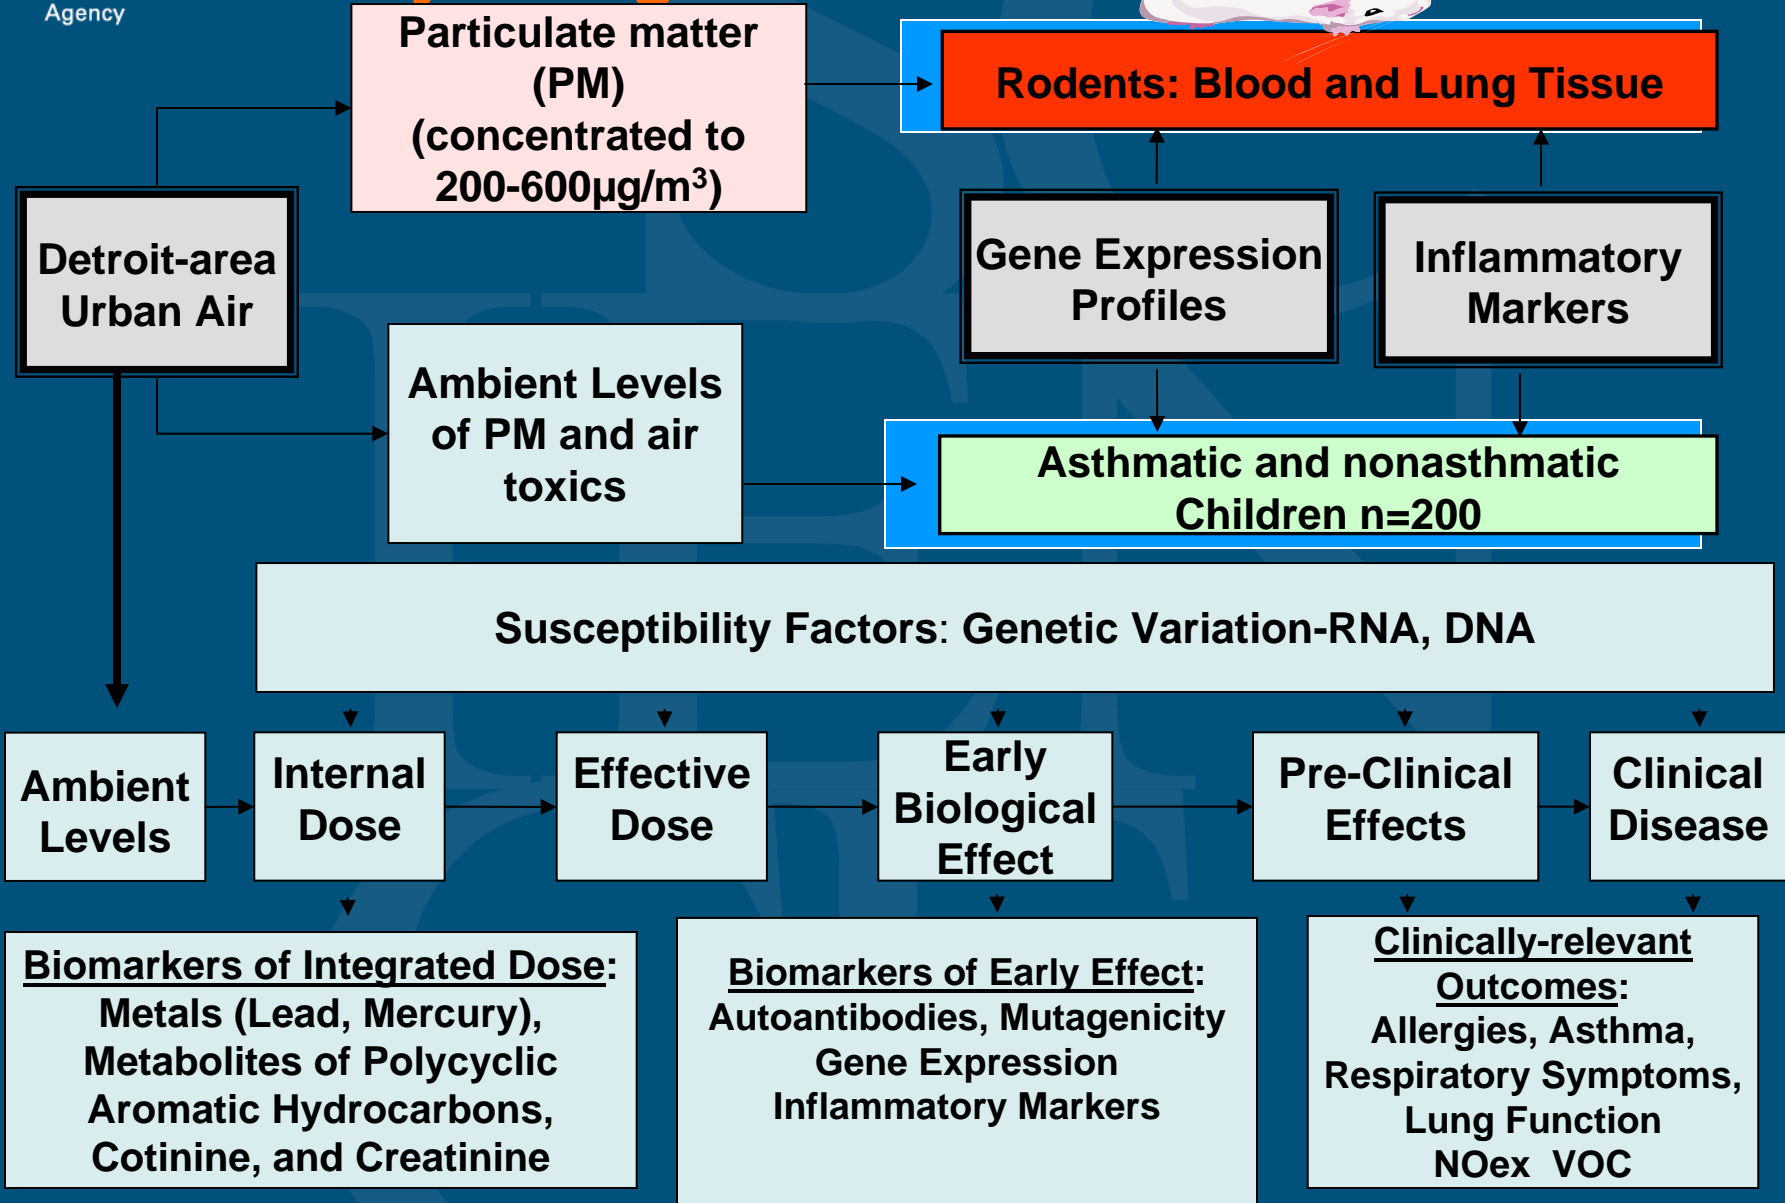 Agency
Particulate matter
(PM)
(concentrated to
200-600µg/m³)
Rodents: Blood and Lung Tissue
Detroit-area
Urban Air
Gene Expression
Profiles
Inflammatory
Markers
Ambient Levels
of PM and air
toxics
Asthmatic and nonasthmatic
Children n=200
Susceptibility Factors: Genetic Variation-RNA, DNA
Ambient
Levels
Internal
Dose
Effective
Dose
Early
Biological
Effect
Pre-Clinical
Effects
Clinical
Disease
Biomarkers of Integrated Dose:
Metals (Lead, Mercury),
Metabolites of Polycyclic
Aromatic Hydrocarbons,
Cotinine, and Creatinine
Biomarkers of Early Effect:
Autoantibodies, Mutagenicity
Gene Expression
Inflammatory Markers
Clinically-relevant
Outcomes:
Allergies, Asthma,
Respiratory Symptoms,
Lung Function
NOex VOC